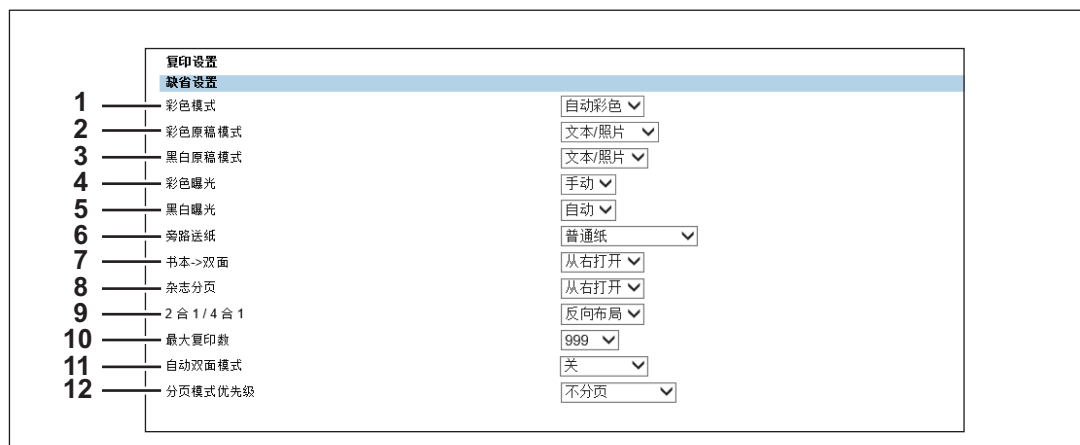 复印设置
缺省设置
1 彩色模式 自动彩色
2 彩色原稿模式 文本/照片
3 黑白原稿模式 文本/照片
4 彩色曝光 手动
5 黑白曝光 自动
6 旁路送纸 普通纸
7 书本->双面 从右打开
8 杂志分页 从右打开
9 2 合 1 / 4 合 1 反向布局
10 最大复印数 999
11 自动双面模式 关
12 分页模式优先级 不分页